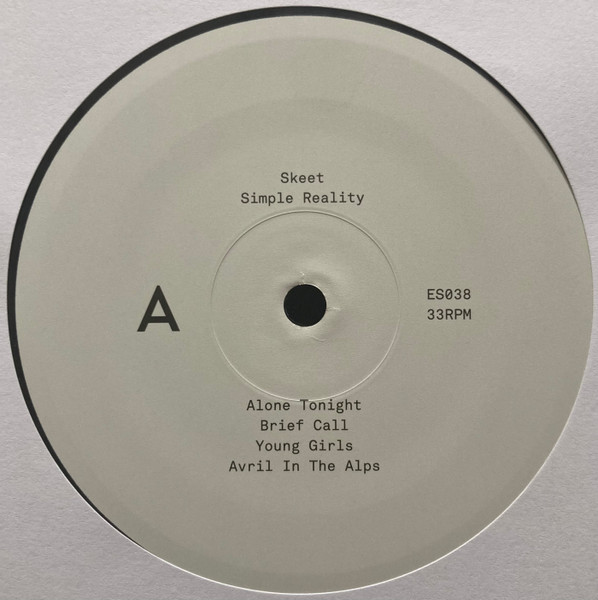 Skeet
Simple Reality
A
ES038
33RPM
Alone Tonight
Brief Call
Young Girls
Avril In The Alps